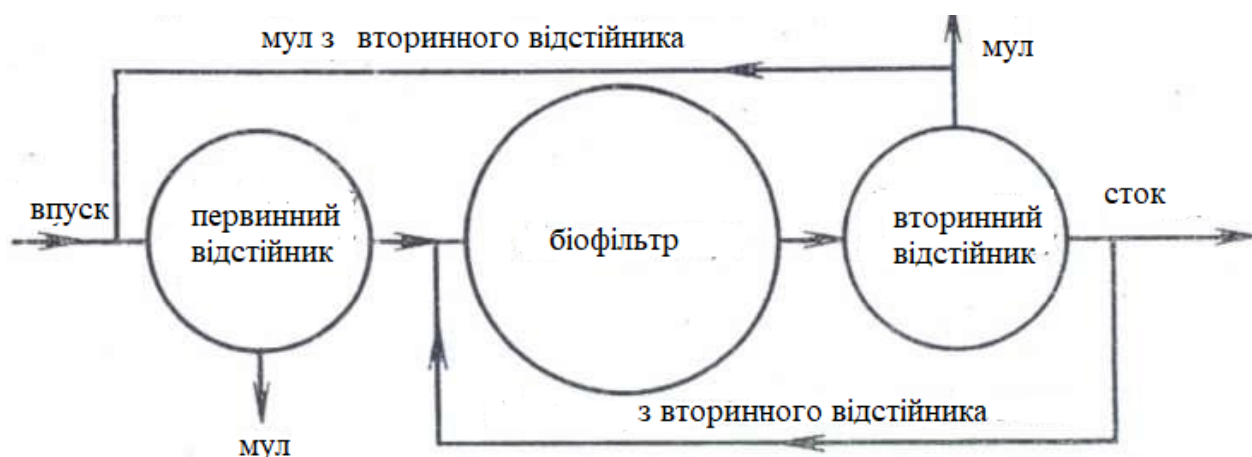 мул з вторинного відстійника
мул
впуск
первинний
відстійник
біофільтр
вторинний
відстійник
сток
з вторинного відстійника
мул